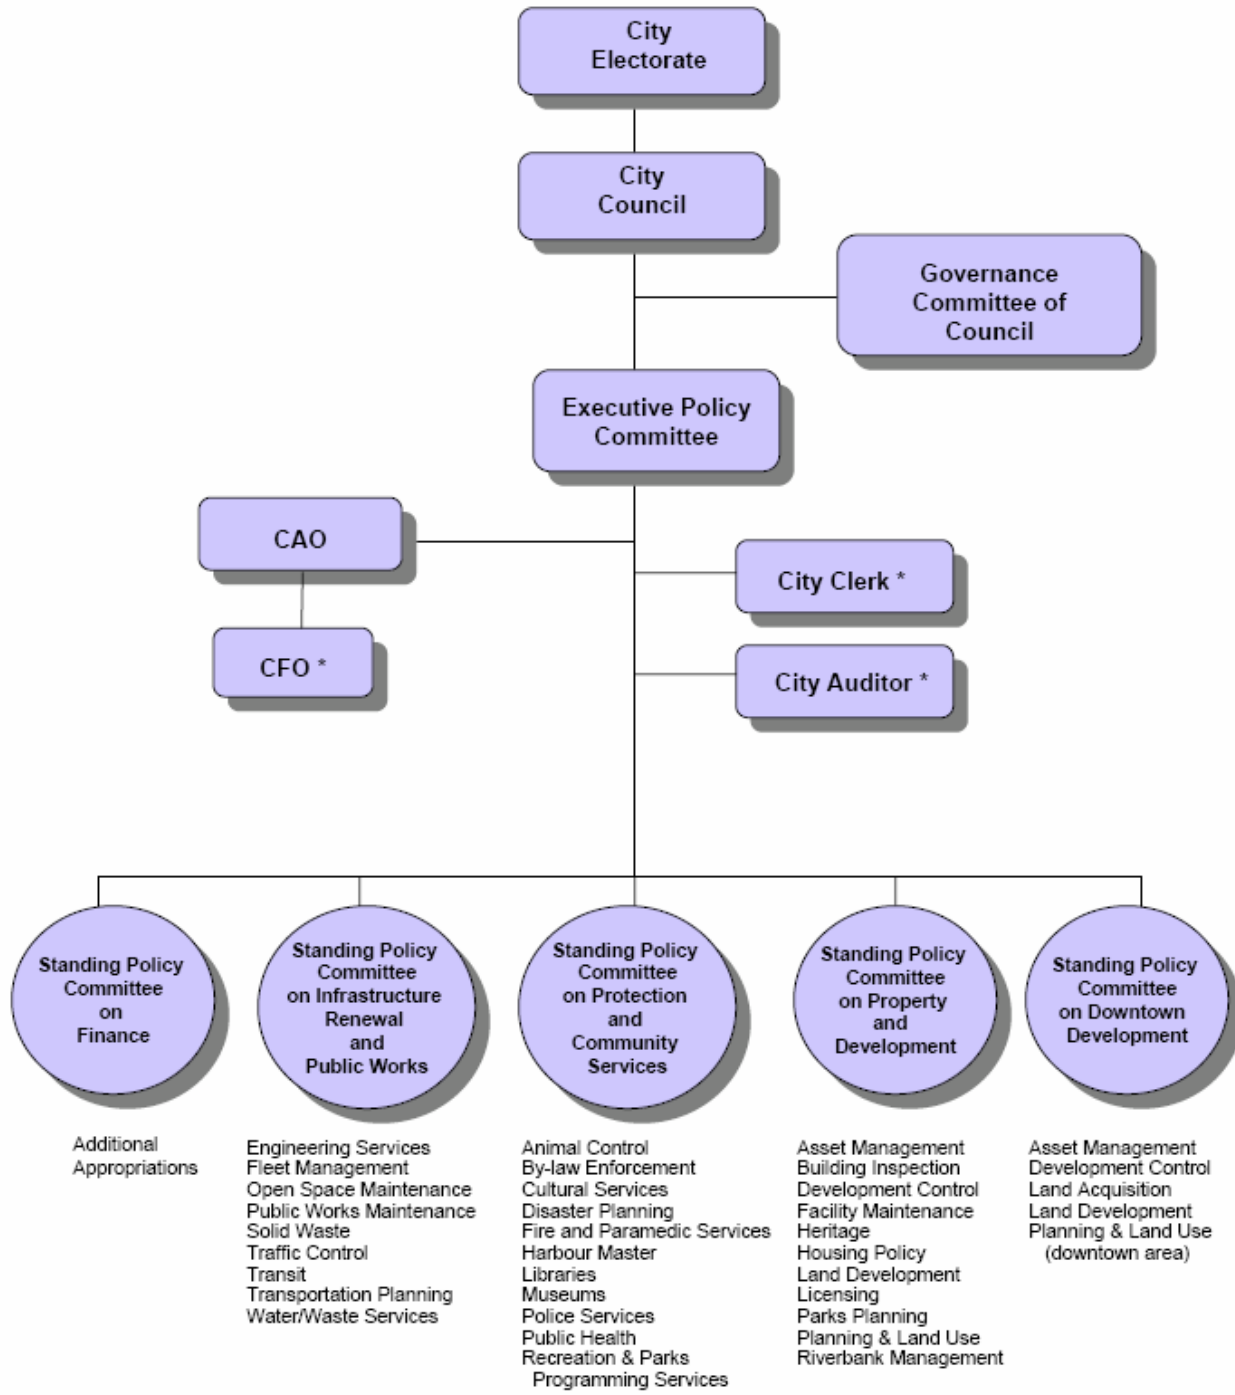 City
Electorate
City
Council
Governance
Committee of
Council
Executive Policy
Committee
CAO
CFO *
City Clerk *
City Auditor *
Standing Policy
Committee
on
Finance
Standing Policy
Committee
on Infrastructure
Renewal
and
Public Works
Standing Policy
Committee
on Protection
and
Community
Services
Standing Policy
Committee
on Property
and
Development
Standing Policy
Committee
on Downtown
Development
Additional
Appropriations
Engineering Services
Fleet Management
Open Space Maintenance
Public Works Maintenance
Solid Waste
Traffic Control
Transit
Transportation Planning
Water/Waste Services
Animal Control
By-law Enforcement
Cultural Services
Disaster Planning
Fire and Paramedic Services
Harbour Master
Libraries
Museums
Police Services
Public Health
Recreation & Parks
Programming Services
Asset Management
Building Inspection
Development Control
Facility Maintenance
Heritage
Housing Policy
Land Development
Licensing
Parks Planning
Planning & Land Use
Riverbank Management
Asset Management
Development Control
Land Acquisition
Land Development
Planning & Land Use
(downtown area)